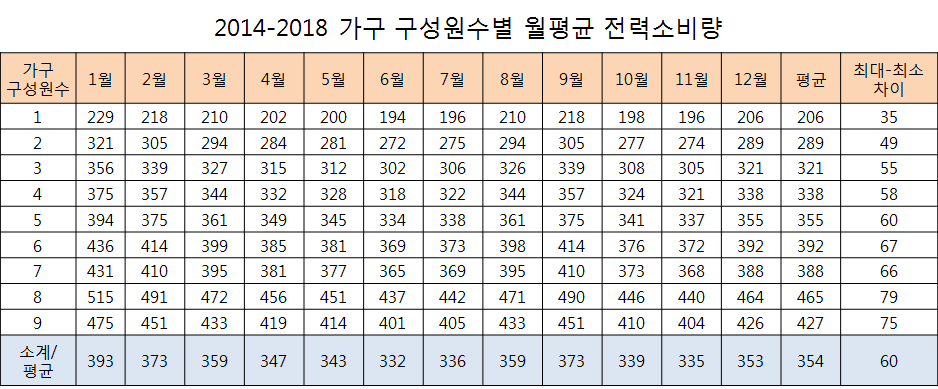 2014-2018 가구 구성원수별 월평균 전력소비량
가구 구성원수 1월 2월 3월 4월 5월 6월 7월 8월 9월 10월 11월 12월 평균 최대-최소 차이
1 229 218 210 202 200 194 196 210 218 198 196 206 206 35
2 321 305 294 284 281 272 275 294 305 277 274 289 289 49
3 356 339 327 315 312 302 306 326 339 308 305 321 321 55
4 375 357 344 332 328 318 322 344 357 324 321 338 338 58
5 394 375 361 349 345 334 338 361 375 341 337 355 355 60
6 436 414 399 385 381 369 373 398 414 376 372 392 392 67
7 431 410 395 381 377 365 369 395 410 373 368 388 388 66
8 515 491 472 456 451 437 442 471 490 446 440 464 465 79
9 475 451 433 419 414 401 405 433 451 410 404 426 427 75
소계/평균 393 373 359 347 343 332 336 359 373 339 335 353 354 60